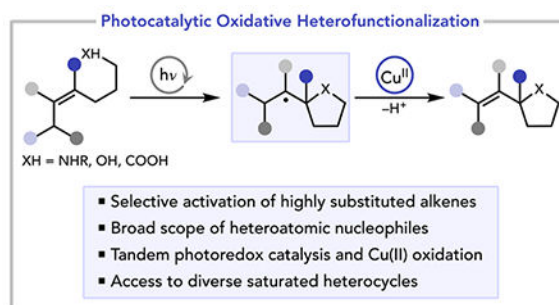 Photocatalytic Oxidative Heterofunctionalization
XH
hν
X
Cu^II
–H⁺
X
XH = NHR, OH, COOH
▪ Selective activation of highly substituted alkenes
▪ Broad scope of heteroatomic nucleophiles
▪ Tandem photoredox catalysis and Cu(II) oxidation
▪ Access to diverse saturated heterocycles